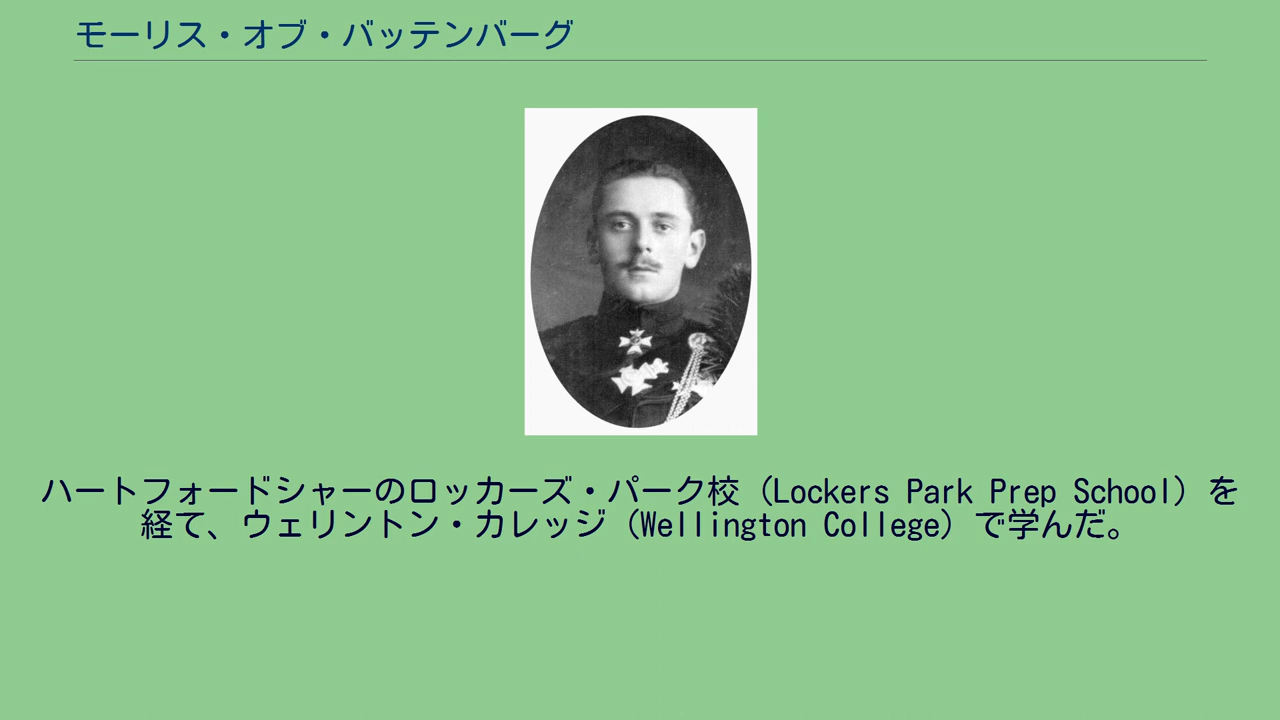 モーリス・オブ・バッテンバーグ
ハートフォードシャーのロッカーズ・パーク校（Lockers Park Prep School）を
経て、ウェリントン・カレッジ（Wellington College）で学んだ。